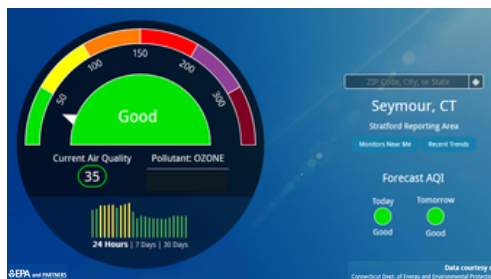 50
100
150
200
300
Good
Current Air Quality
35
Pollutant: OZONE
24 Hours | 7 Days | 30 Days
EPA AND PARTNERS
ZIP Code, City, or State
Seymour, CT
Stratford Reporting Area
Monitors Near Me
Recent Trends
Forecast AQI
Today
Tomorrow
Good
Good
Data courtesy
Connecticut Dept. of Energy and Environmental Protectio